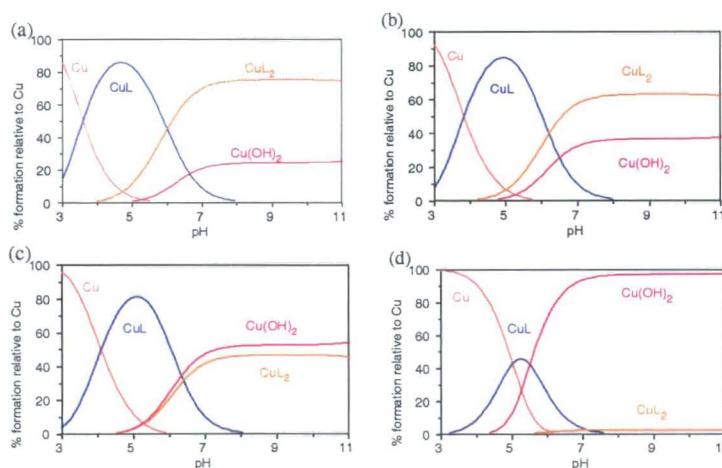 (a)
% formation relative to Cu
100
80
60
40
20
0
Cu
CuL
CuL₂
Cu(OH)₂
3 5 7 9 11
pH
(b)
% formation relative to Cu
100
80
60
40
20
0
Cu
CuL
CuL₂
Cu(OH)₂
3 5 7 9 11
pH
(c)
% formation relative to Cu
100
80
60
40
20
0
Cu
CuL
Cu(OH)₂
CuL₂
3 5 7 9 11
pH
(d)
% formation relative to Cu
100
80
60
40
20
0
Cu
CuL
Cu(OH)₂
CuL₂
3 5 7 9 11
pH